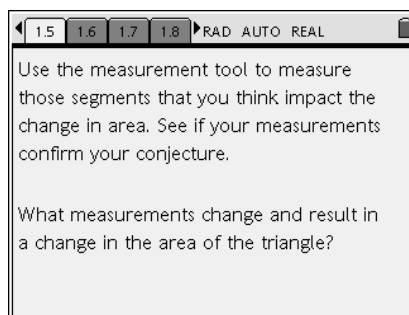 1.5 1.6 1.7 1.8 RAD AUTO REAL
Use the measurement tool to measure
those segments that you think impact the
change in area. See if your measurements
confirm your conjecture.
What measurements change and result in
a change in the area of the triangle?